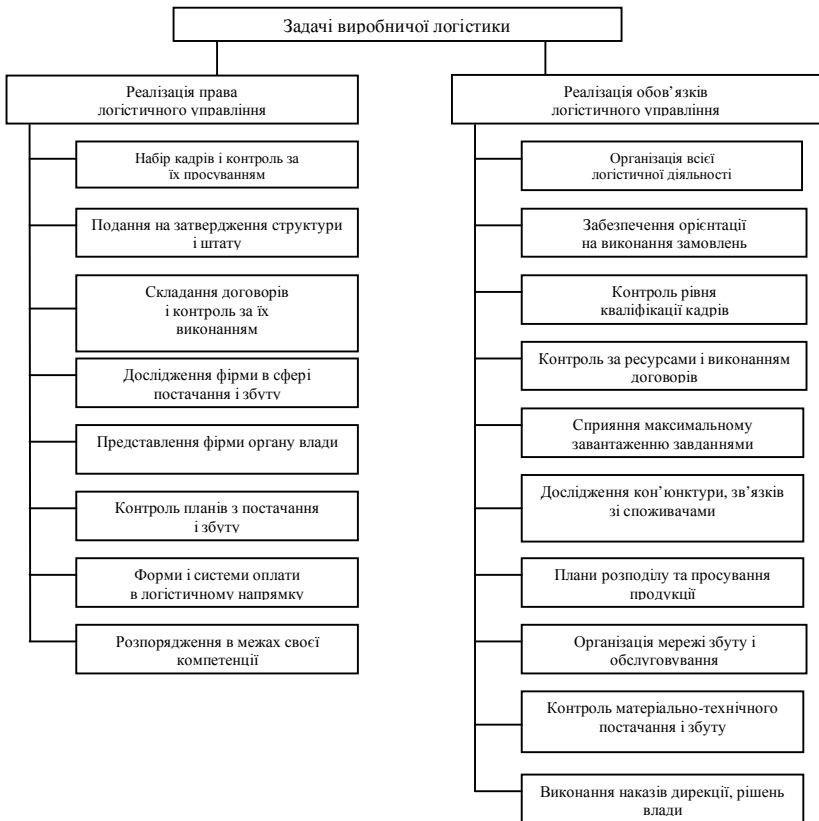 Задачі виробничої логістики
Реалізація права
логістичного управління
Набір кадрів і контроль за
їх просуванням
Подання на затвердження структури
і штату
Складання договорів
і контроль за їх
виконанням
Дослідження фірми в сфері
постачання і збуту
Представлення фірми органу влади
Контроль планів з постачання
і збуту
Форми і системи оплати
в логістичному напрямку
Розпорядження в межах своєї
компетенції
Реалізація обов’язків
логістичного управління
Організація всієї
логістичної діяльності
Забезпечення орієнтації
на виконання замовлень
Контроль рівня
кваліфікації кадрів
Контроль за ресурсами і виконанням
договорів
Сприяння максимальному
завантаженню завданнями
Дослідження кон’юнктури, зв’язків
зі споживачами
Плани розподілу та просування
продукції
Організація мережі збуту і
обслуговування
Контроль матеріально-технічного
постачання і збуту
Виконання наказів дирекції, рішень
влади